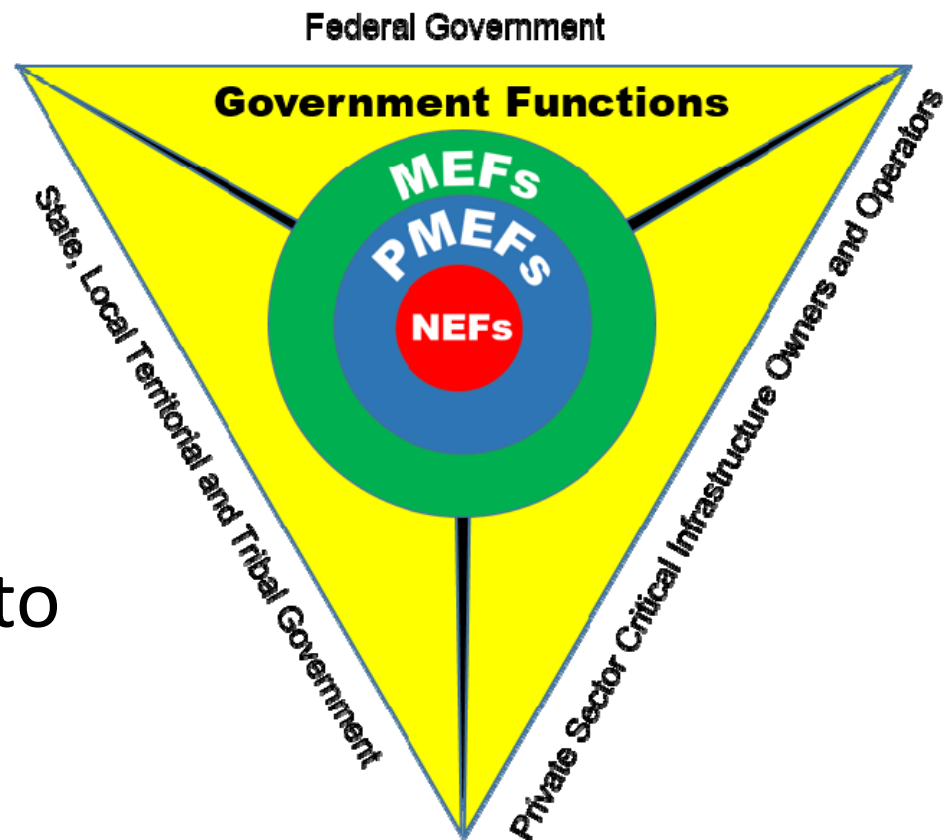 Federal Government
Government Functions
MEFs
PMEFs
NEFs
State, Local Territorial and Tribal Government
Private Sector Critical Infrastructure Owners and Operators
to